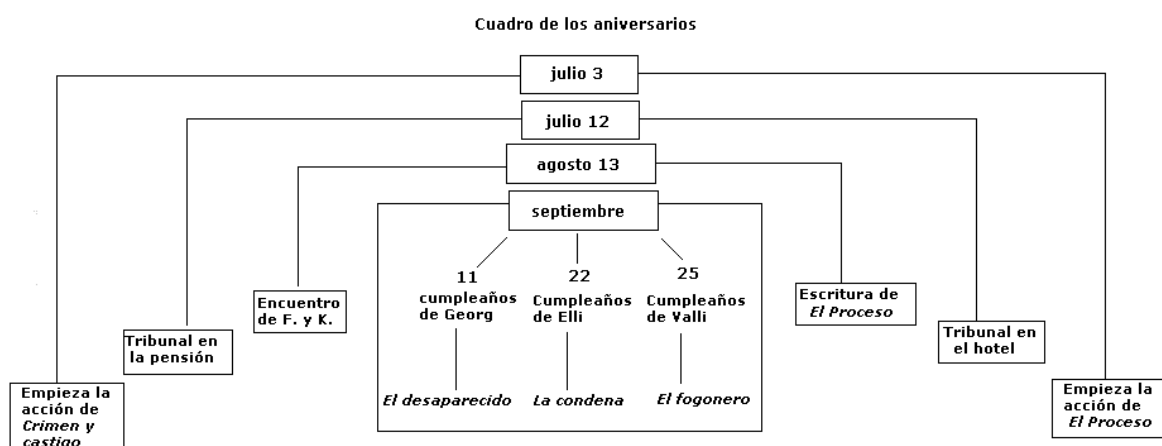 Cuadro de los aniversarios
julio 3
julio 12
agosto 13
septiembre
11
cumpleaños
de Georg
22
Cumpleaños
de Elli
25
Cumpleaños
de Valli
El desaparecido
La condena
El fogonero
Encuentro
de F. y K.
Escritura de
El Proceso
Tribunal en
la pensión
Tribunal en
el hotel
Empieza la
acción de
Crimen y
castigo
Empieza la
acción de
El Proceso